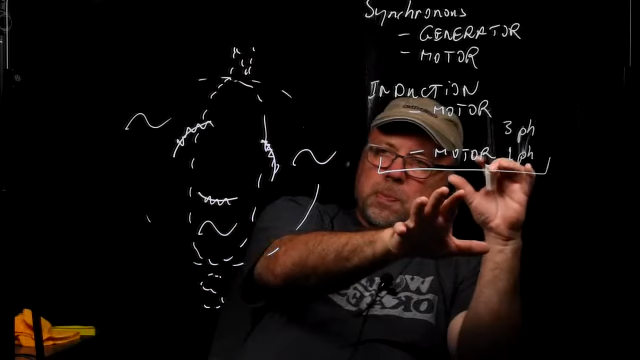 Synchronous
- GENERATOR
- MOTOR
INDUCTION
- MOTOR
3 ph
- MOTOR 1 ph